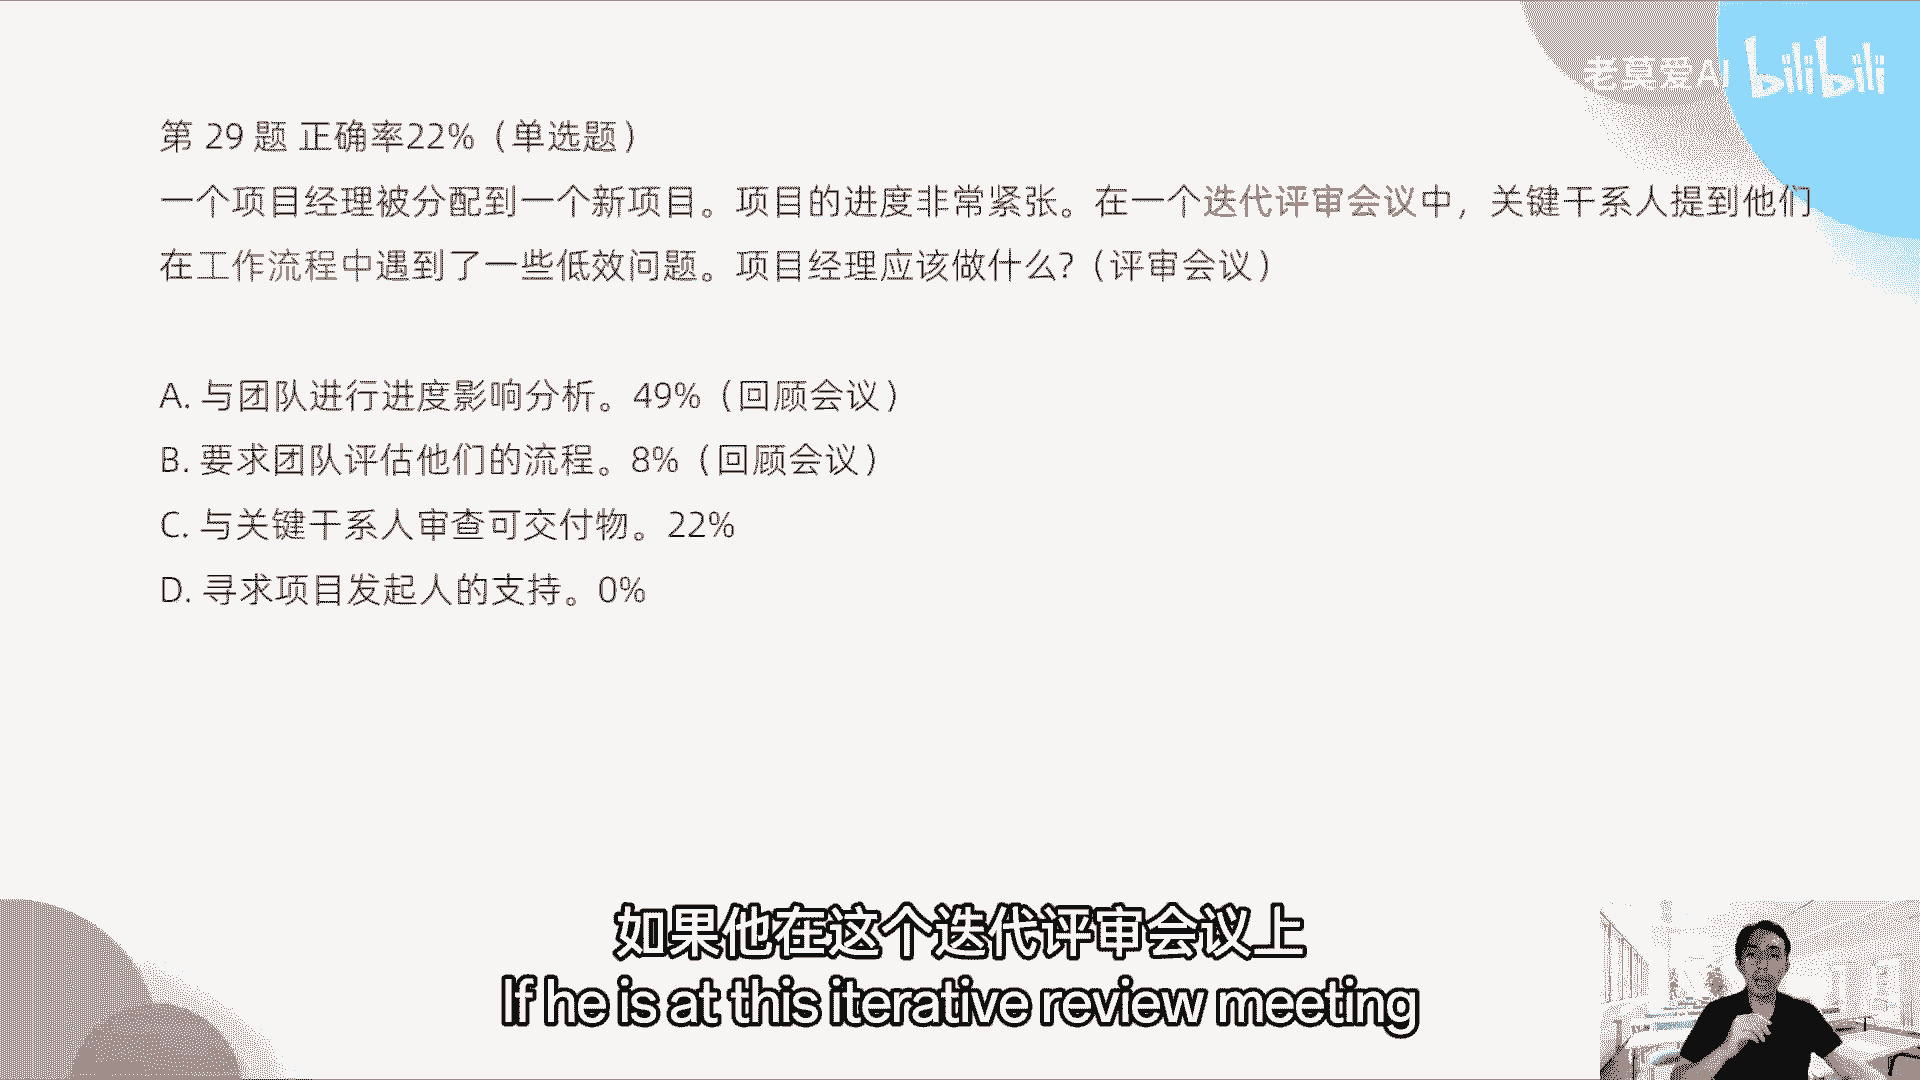 老莫爱AI bilibili
第 29 题 正确率22%（单选题）
一个项目经理被分配到一个新项目。项目的进度非常紧张。在一个迭代评审会议中，关键干系人提到他们
在工作流程中遇到了一些低效问题。项目经理应该做什么？（评审会议）
A. 与团队进行进度影响分析。49%（回顾会议）
B. 要求团队评估他们的流程。8%（回顾会议）
C. 与关键干系人审查可交付物。22%
D. 寻求项目发起人的支持。0%
如果他在这个迭代评审会议上
If he is at this iterative review meeting